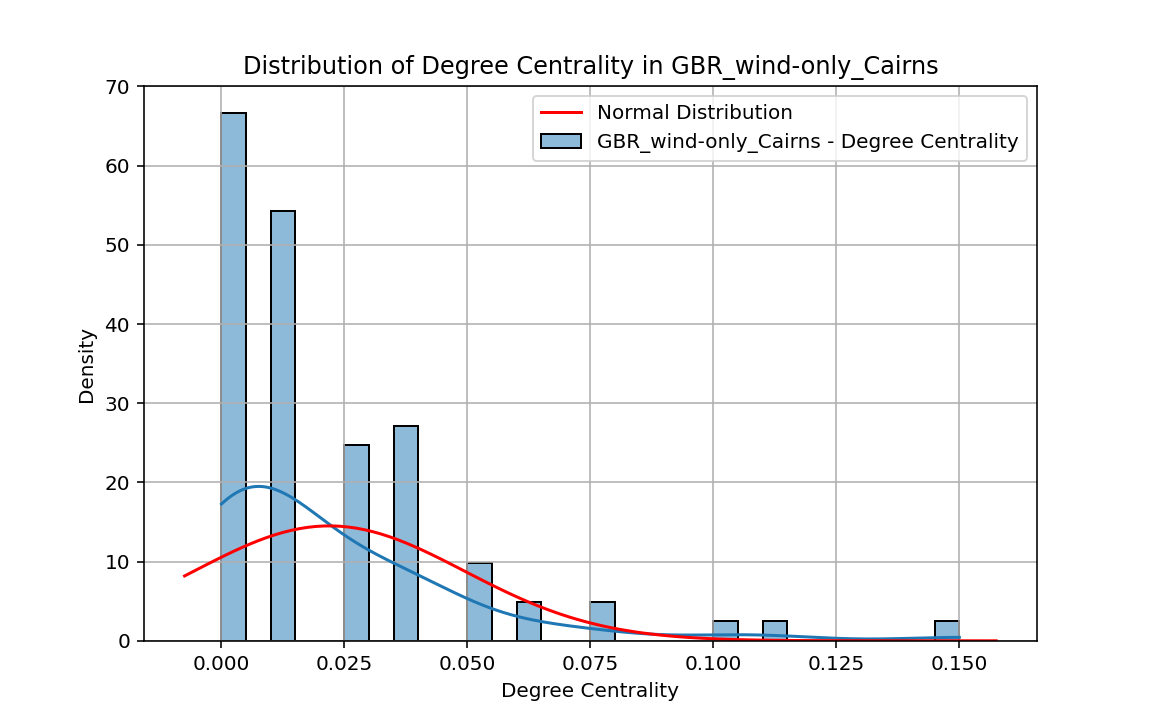 Distribution of Degree Centrality in GBR_wind-only_Cairns
Normal Distribution
GBR_wind-only_Cairns - Degree Centrality
Density
70
60
50
40
30
20
10
0
0.000 0.025 0.050 0.075 0.100 0.125 0.150
Degree Centrality